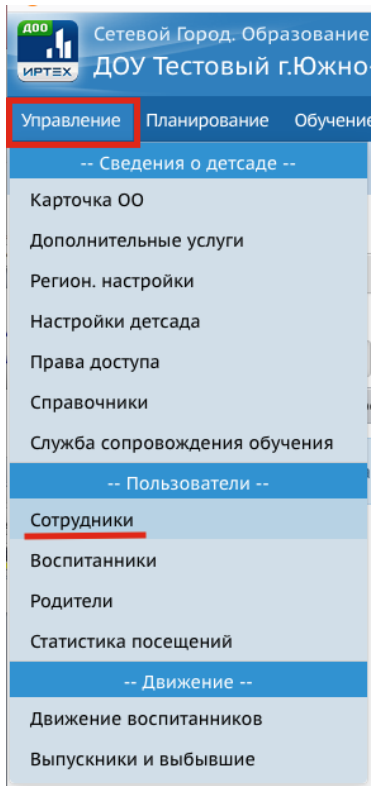 ДОО
ИРТЕХ
Сетевой Город. Образование
ДОУ Тестовый г.Южно-
Управление Планирование Обучение
-- Сведения о детсаде --
Карточка ОО
Дополнительные услуги
Регион. настройки
Настройки детсада
Права доступа
Справочники
Служба сопровождения обучения
-- Пользователи --
Сотрудники
Воспитанники
Родители
Статистика посещений
-- Движение --
Движение воспитанников
Выпускники и выбывшие